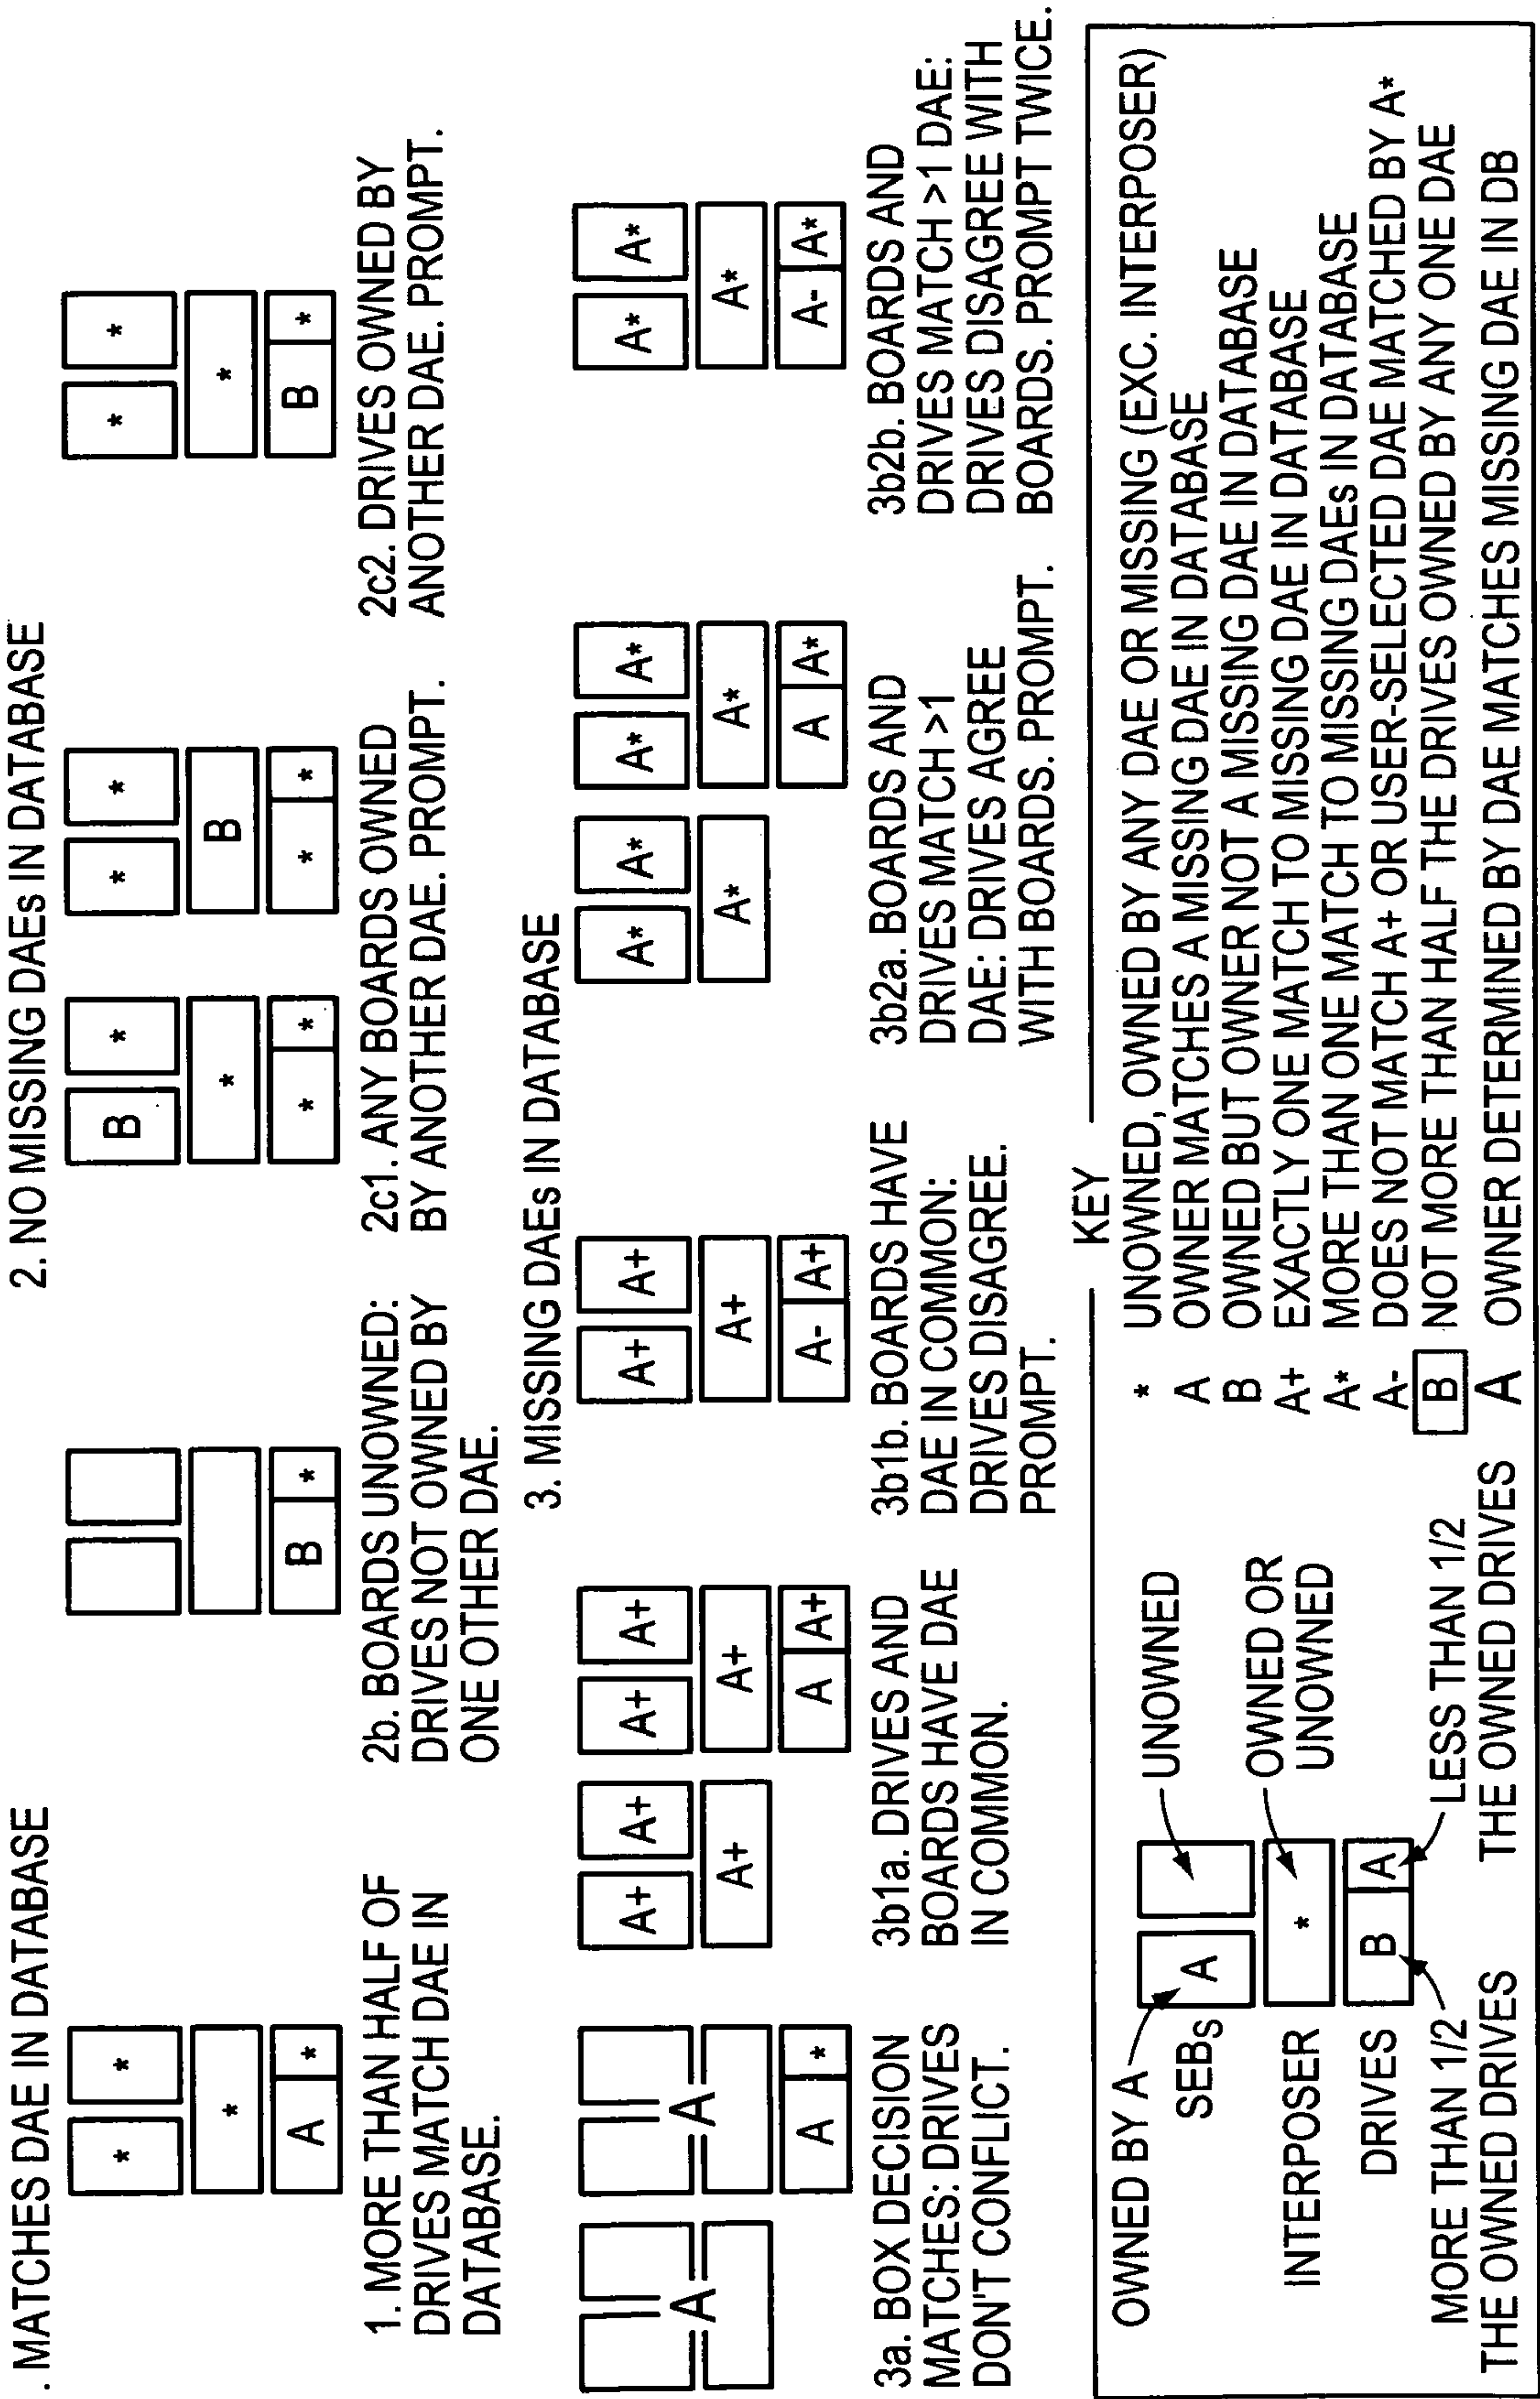 . MATCHES DAE IN DATABASE
* *
*
A *
1. MORE THAN HALF OF
DRIVES MATCH DAE IN
DATABASE.
2. NO MISSING DAEs IN DATABASE
B *
2b. BOARDS UNOWNED:
DRIVES NOT OWNED BY
ONE OTHER DAE.
B *
*
* *
* *
B
* *
2c1. ANY BOARDS OWNED
BY ANOTHER DAE. PROMPT.
* *
*
B *
2c2. DRIVES OWNED BY
ANOTHER DAE. PROMPT.
3. MISSING DAEs IN DATABASE
A
A
A *
3a. BOX DECISION
MATCHES: DRIVES
DON'T CONFLICT.
A+ A+
A+
A+ A+
A+
A A+
3b1a. DRIVES AND
BOARDS HAVE DAE
IN COMMON.
A+ A+
A+
A- A+
3b1b. BOARDS HAVE
DAE IN COMMON:
DRIVES DISAGREE.
PROMPT.
A* A*
A*
A* A*
A*
A A*
3b2a. BOARDS AND
DRIVES MATCH >1
DAE: DRIVES AGREE
WITH BOARDS. PROMPT.
A* A*
A*
A- A*
3b2b. BOARDS AND
DRIVES MATCH >1 DAE:
DRIVES DISAGREE WITH
BOARDS. PROMPT TWICE.
KEY
OWNED BY A
UNOWNED
SEBs
A
INTERPOSER
*
OWNED OR
UNOWNED
DRIVES
B A
MORE THAN 1/2
THE OWNED DRIVES
LESS THAN 1/2
THE OWNED DRIVES
* UNOWNED, OWNED BY ANY DAE OR MISSING (EXC. INTERPOSER)
A OWNER MATCHES A MISSING DAE IN DATABASE
B OWNED BUT OWNER NOT A MISSING DAE IN DATABASE
A+ EXACTLY ONE MATCH TO MISSING DAE IN DATABASE
A* MORE THAN ONE MATCH TO MISSING DAEs IN DATABASE
A- DOES NOT MATCH A+ OR USER-SELECTED DAE MATCHED BY A*
B NOT MORE THAN HALF THE DRIVES OWNED BY ANY ONE DAE
A OWNER DETERMINED BY DAE MATCHES MISSING DAE IN DB